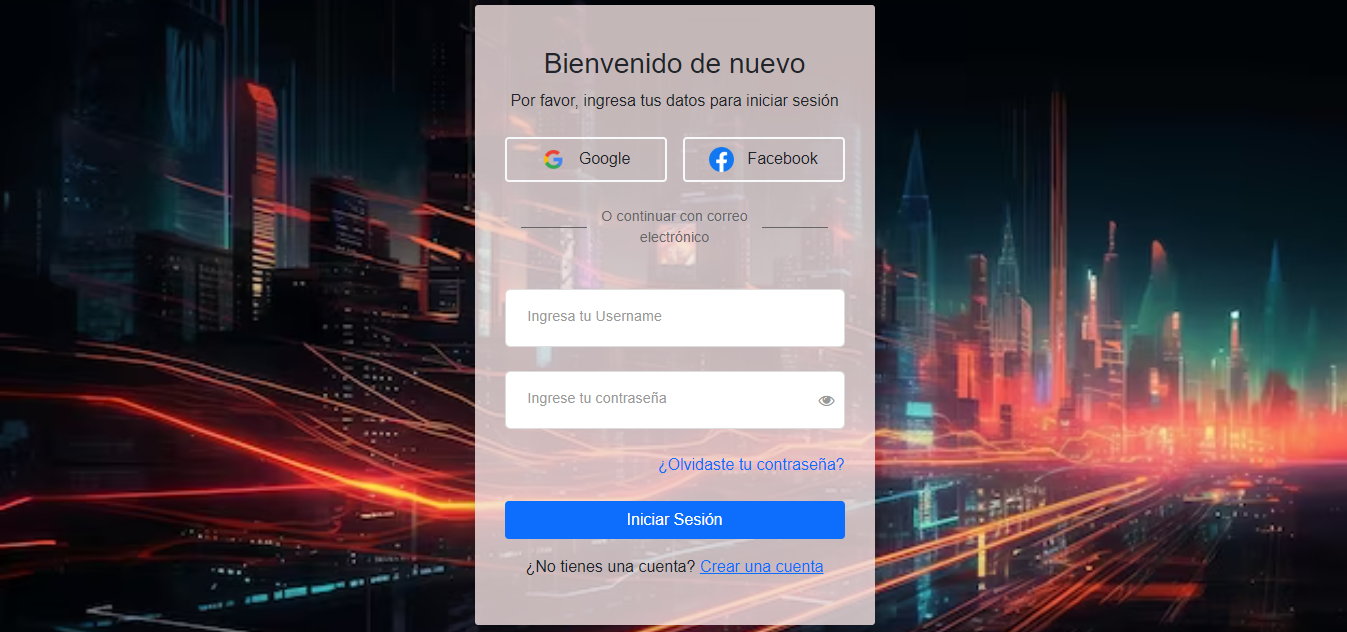 Bienvenido de nuevo
Por favor, ingresa tus datos para iniciar sesión
Google
Facebook
O continuar con correo
electrónico
Ingresa tu Username
Ingrese tu contraseña
¿Olvidaste tu contraseña?
Iniciar Sesión
¿No tienes una cuenta? Crear una cuenta